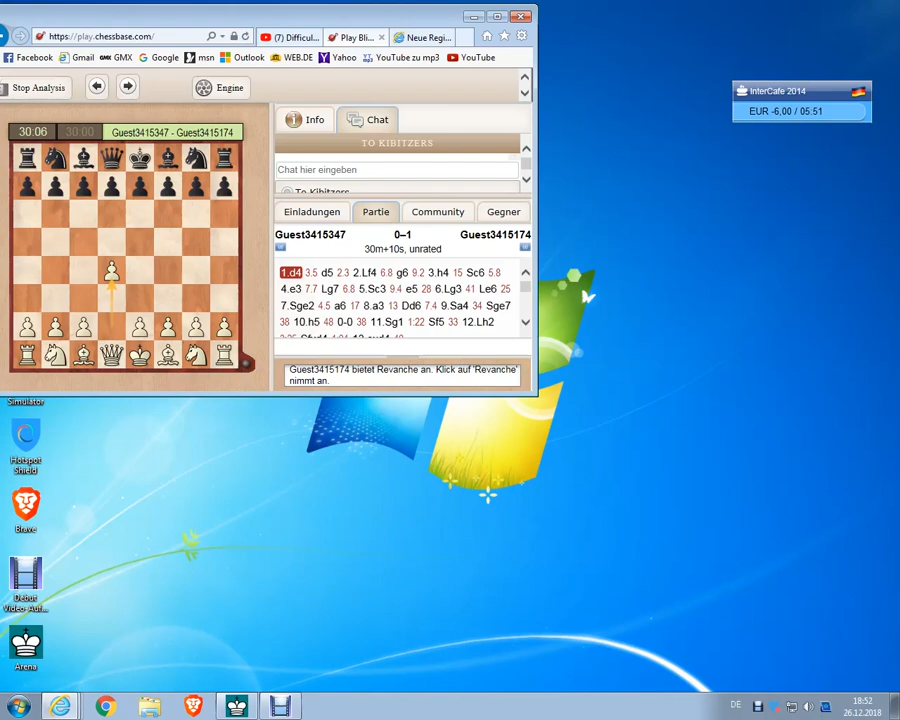 https://play.chessbase.com/
(7) Difficul...
Play Bli...
Neue Regi...
Facebook
Gmail
GMX GMX
Google
msn
Outlook
WEB.DE
Yahoo
YouTube zu mp3
YouTube
Stop Analysis
Engine
InterCafe 2014
EUR -6,00 / 05:51
30:06
30:00
Guest3415347 - Guest3415174
Info
Chat
TO KIBITZERS
Chat hier eingeben
To Kibitzers
Einladungen
Partie
Community
Gegner
Guest3415347 0–1 Guest3415174
30m+10s, unrated
1.d4 3.5 d5 2.3 2.Lf4 6.8 g6 9.2 3.h4 15 Sc6 5.8
4.e3 7.7 Lg7 6.8 5.Sc3 9.4 e5 28 6.Lg3 41 Le6 25
7.Sge2 4.5 a6 17 8.a3 13 Dd6 7.4 9.Sa4 34 Sge7
38 10.h5 48 0-0 38 11.Sg1 1:22 Sf5 33 12.Lh2
Guest3415174 bietet Revanche an. Klick auf 'Revanche'
nimmt an.
Simulator
Hotspot
Shield
Brave
Debut
Video-Auf...
Arena
DE
18:52
26.12.2018